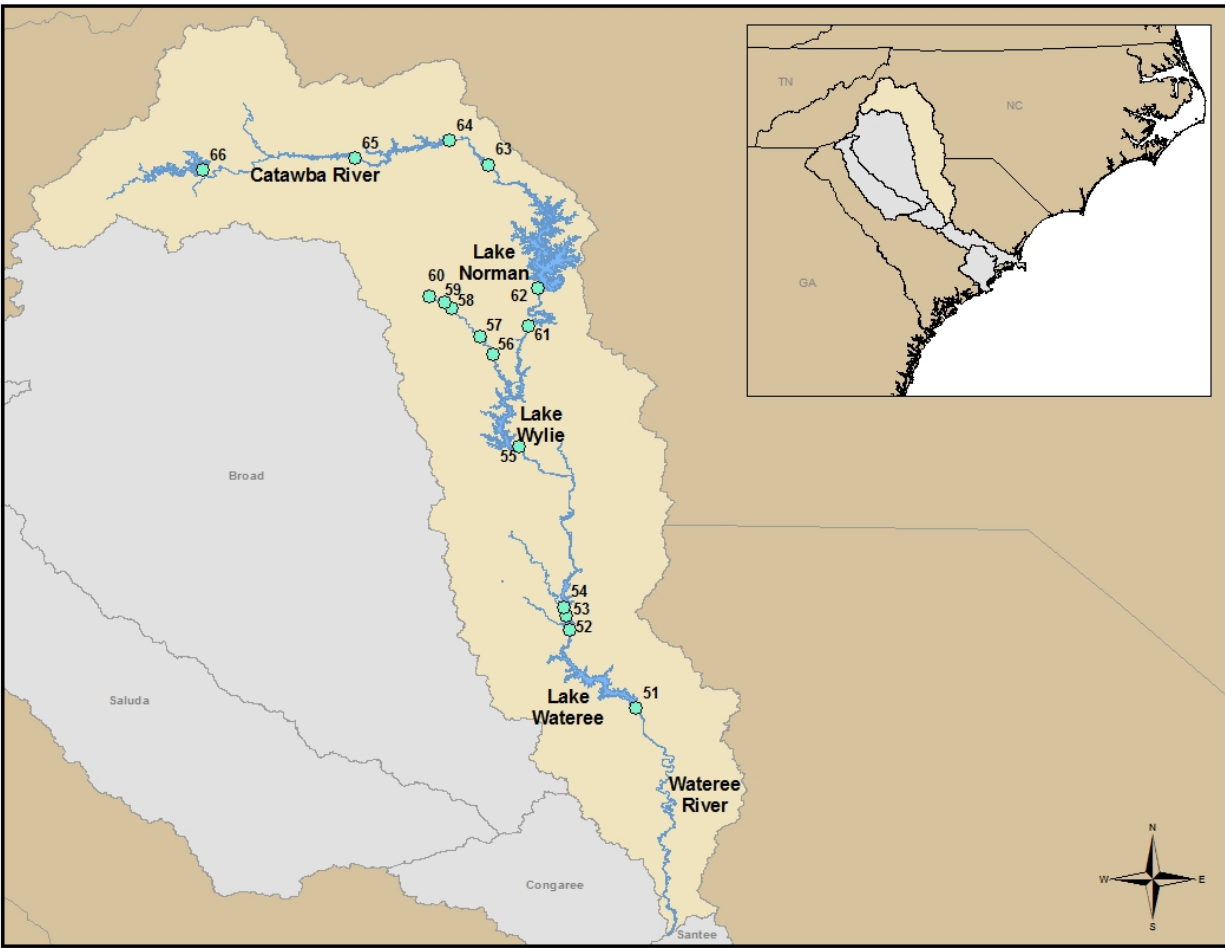 TN
NC
GA
64
65
63
66
Catawba River
Lake
Norman
60
59
58
62
57
61
56
Lake
Wylie
55
Broad
54
53
52
51
Lake
Wateree
Saluda
Wateree
River
Congaree
Santee
N
W
E
S